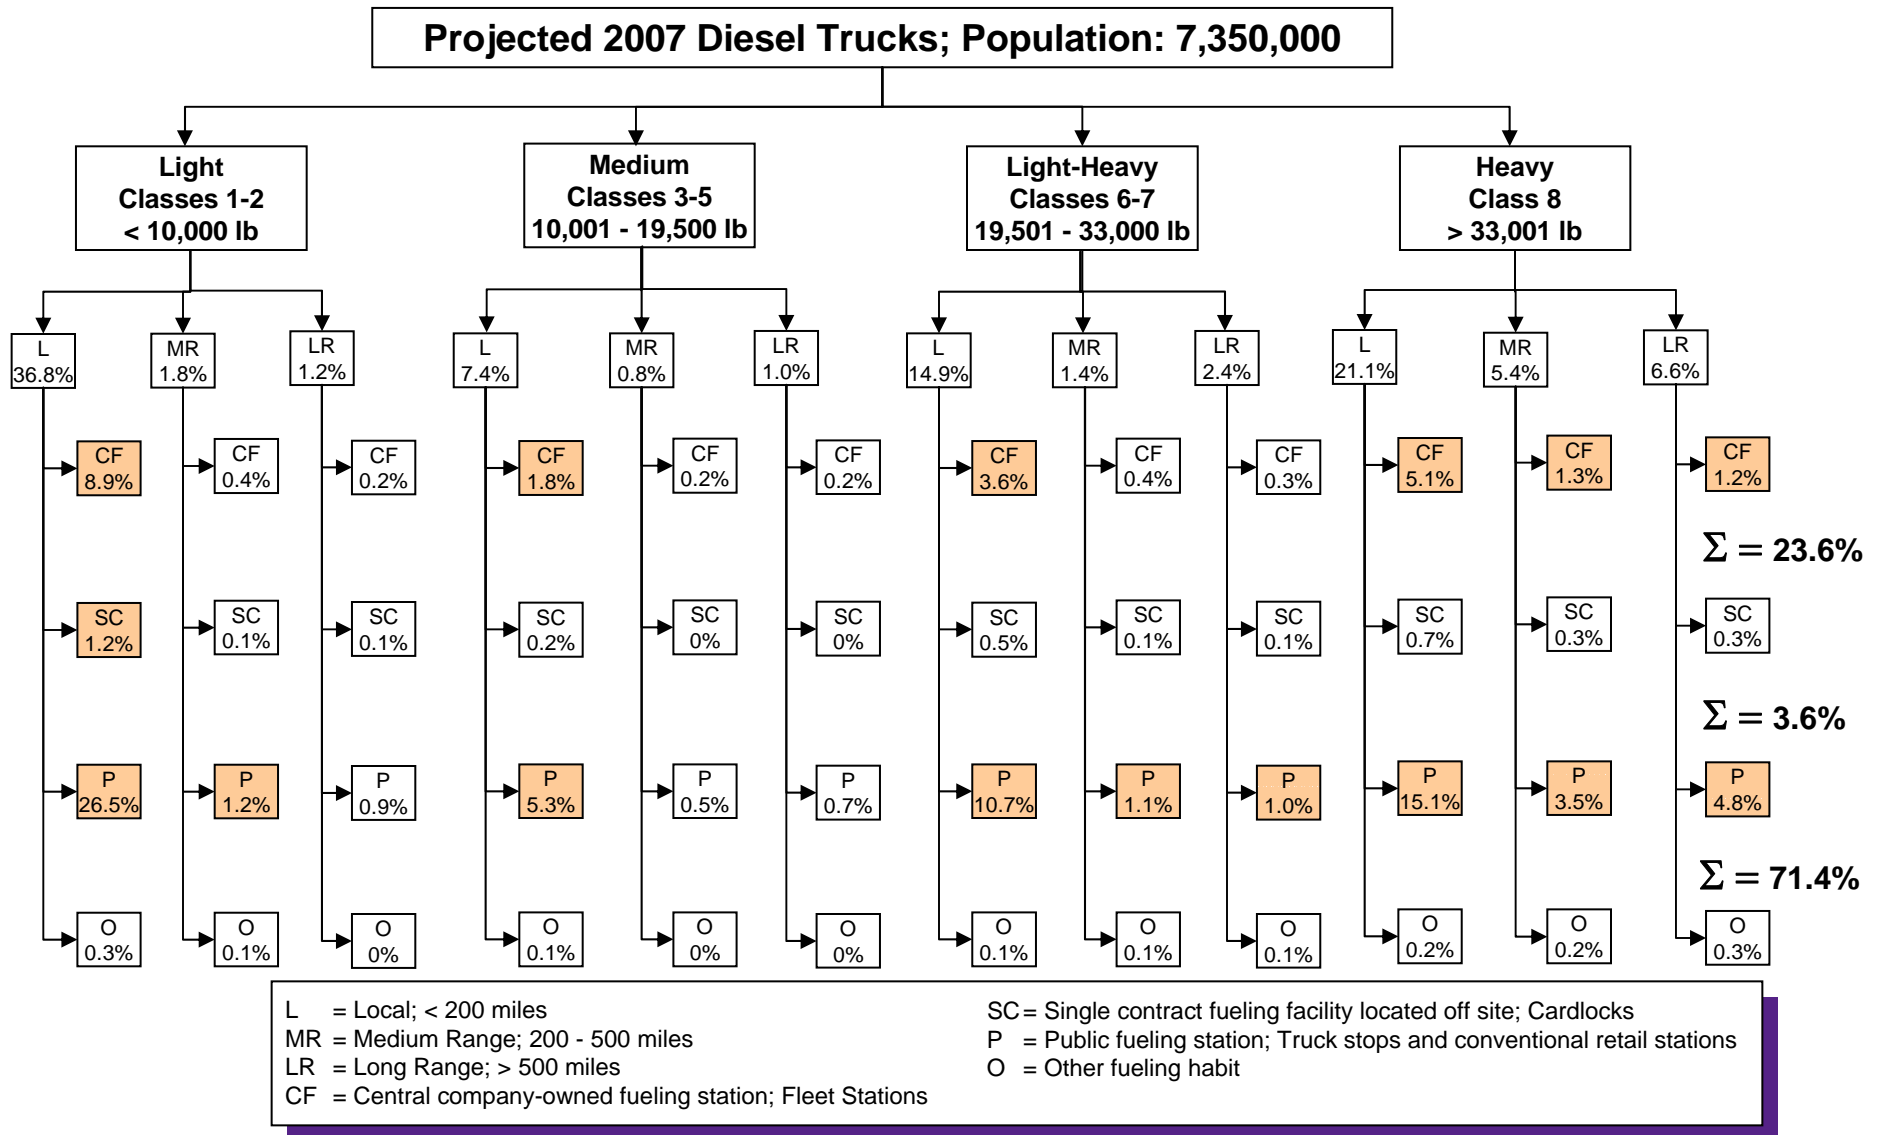 Projected 2007 Diesel Trucks; Population: 7,350,000
Light
Classes 1-2
< 10,000 lb
Medium
Classes 3-5
10,001 - 19,500 lb
Light-Heavy
Classes 6-7
19,501 - 33,000 lb
Heavy
Class 8
> 33,001 lb
L
36.8%
MR
1.8%
LR
1.2%
L
7.4%
MR
0.8%
LR
1.0%
L
14.9%
MR
1.4%
LR
2.4%
L
21.1%
MR
5.4%
LR
6.6%
CF
8.9%
CF
0.4%
CF
0.2%
CF
1.8%
CF
0.2%
CF
0.2%
CF
3.6%
CF
0.4%
CF
0.3%
CF
5.1%
CF
1.3%
CF
1.2%
Σ = 23.6%
SC
1.2%
SC
0.1%
SC
0.1%
SC
0.2%
SC
0%
SC
0%
SC
0.5%
SC
0.1%
SC
0.1%
SC
0.7%
SC
0.3%
SC
0.3%
Σ = 3.6%
P
26.5%
P
1.2%
P
0.9%
P
5.3%
P
0.5%
P
0.7%
P
10.7%
P
1.1%
P
1.0%
P
15.1%
P
3.5%
P
4.8%
Σ = 71.4%
O
0.3%
O
0.1%
O
0%
O
0.1%
O
0%
O
0%
O
0.1%
O
0.1%
O
0.1%
O
0.2%
O
0.2%
O
0.3%
L = Local; < 200 miles
MR = Medium Range; 200 - 500 miles
LR = Long Range; > 500 miles
CF = Central company-owned fueling station; Fleet Stations
SC = Single contract fueling facility located off site; Cardlocks
P = Public fueling station; Truck stops and conventional retail stations
O = Other fueling habit